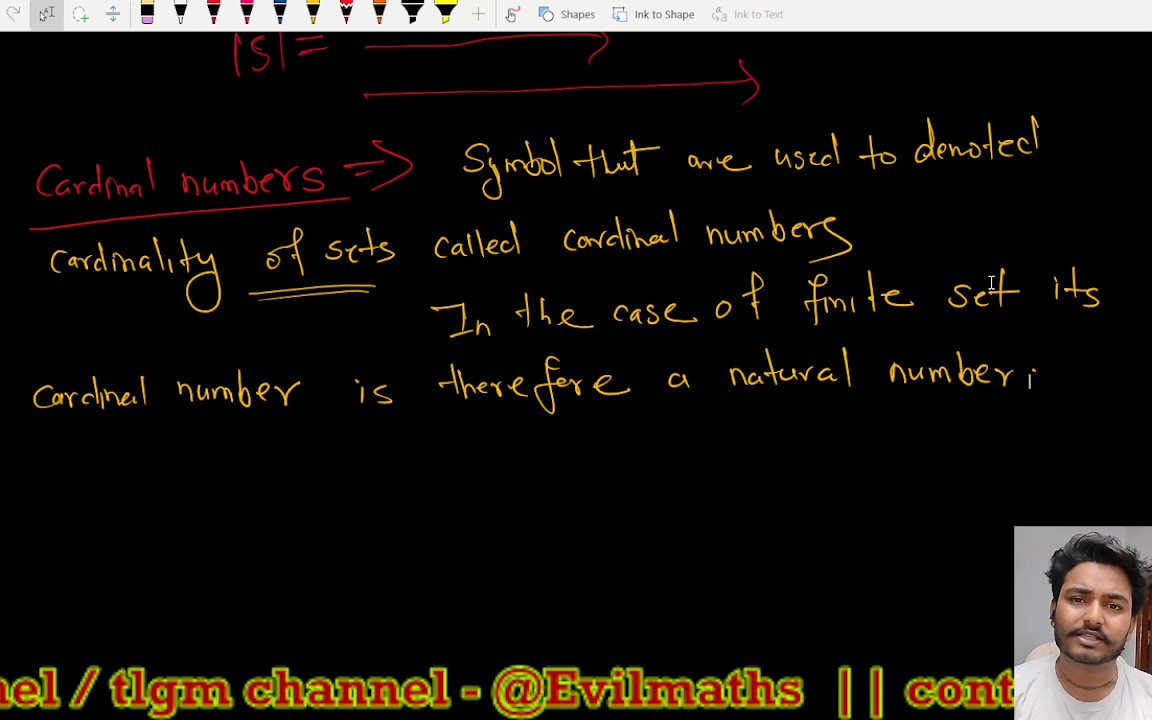 Shapes Ink to Shape Ink to Text
|S| =
Cardinal numbers => Symbol that are used to denoted
cardinality of sets called cardinal numbers
In the case of finite set its
cardinal number is therefere a natural number i
nel / tlgm channel - @Evilmaths || cont